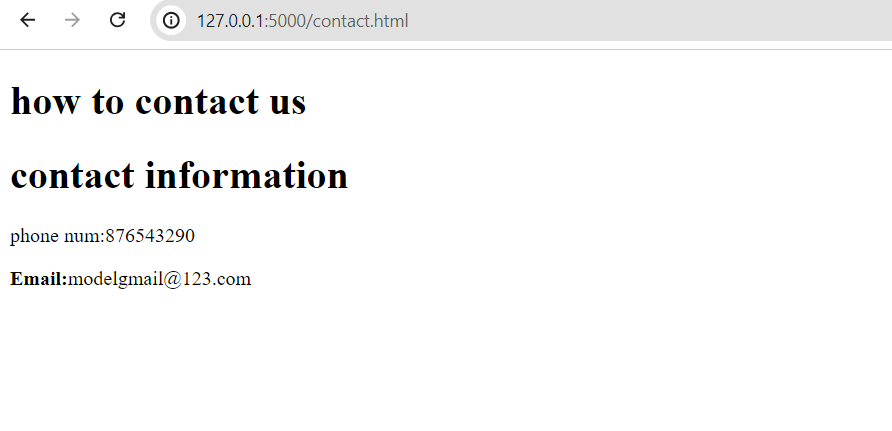 127.0.0.1:5000/contact.html
how to contact us
contact information
phone num:876543290
Email:modelgmail@123.com